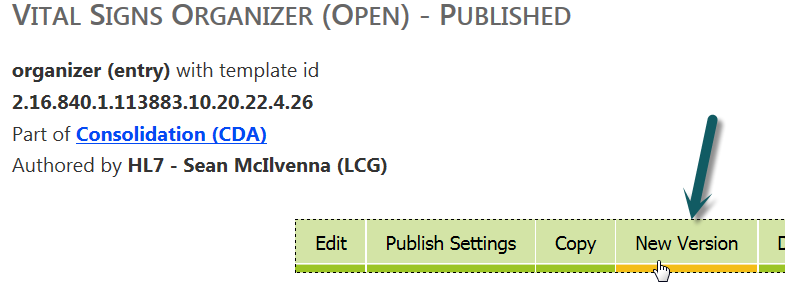 VITAL SIGNS ORGANIZER (OPEN) - PUBLISHED
organizer (entry) with template id
2.16.840.1.113883.10.20.22.4.26
Part of Consolidation (CDA)
Authored by HL7 - Sean McIlvenna (LCG)
Edit Publish Settings Copy New Version